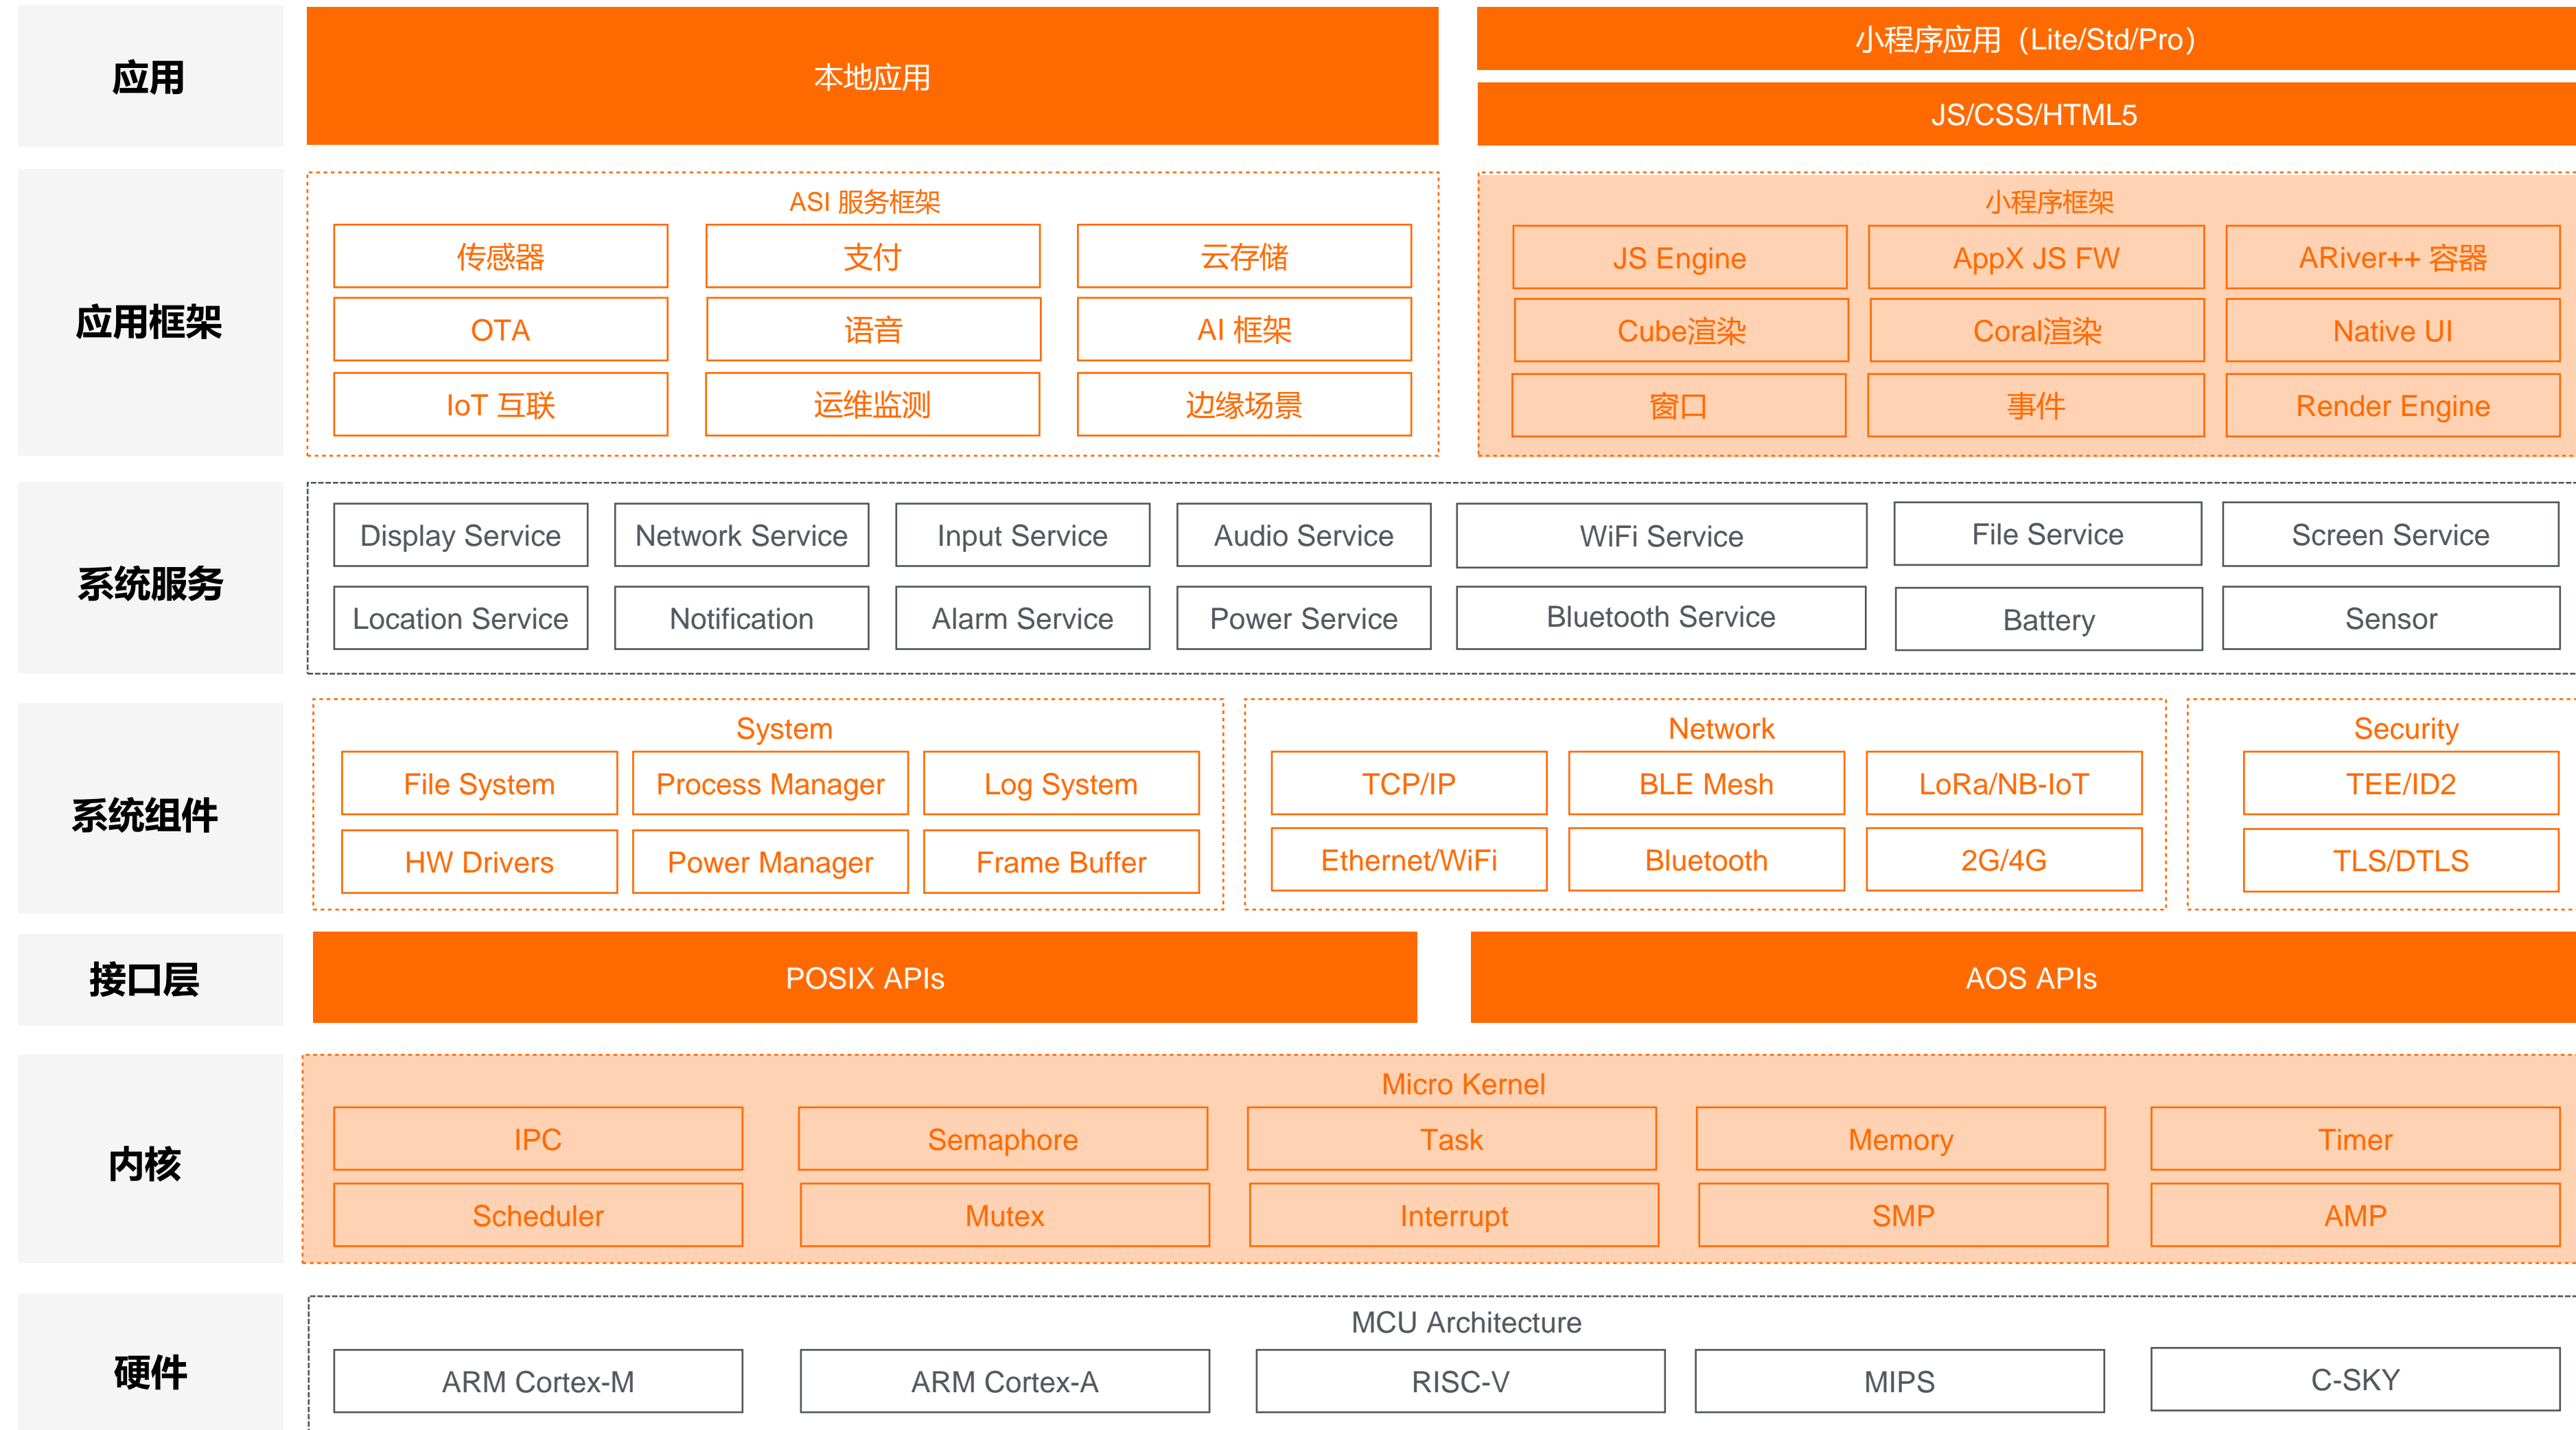 应用
本地应用
小程序应用（Lite/Std/Pro）
JS/CSS/HTML5
应用框架
ASI 服务框架
传感器
支付
云存储
OTA
语音
AI 框架
IoT 互联
运维监测
边缘场景
小程序框架
JS Engine
AppX JS FW
ARiver++ 容器
Cube渲染
Coral渲染
Native UI
窗口
事件
Render Engine
系统服务
Display Service
Network Service
Input Service
Audio Service
WiFi Service
File Service
Screen Service
Location Service
Notification
Alarm Service
Power Service
Bluetooth Service
Battery
Sensor
系统组件
System
File System
Process Manager
Log System
HW Drivers
Power Manager
Frame Buffer
Network
TCP/IP
BLE Mesh
LoRa/NB-IoT
Ethernet/WiFi
Bluetooth
2G/4G
Security
TEE/ID2
TLS/DTLS
接口层
POSIX APIs
AOS APIs
内核
Micro Kernel
IPC
Semaphore
Task
Memory
Timer
Scheduler
Mutex
Interrupt
SMP
AMP
硬件
MCU Architecture
ARM Cortex-M
ARM Cortex-A
RISC-V
MIPS
C-SKY